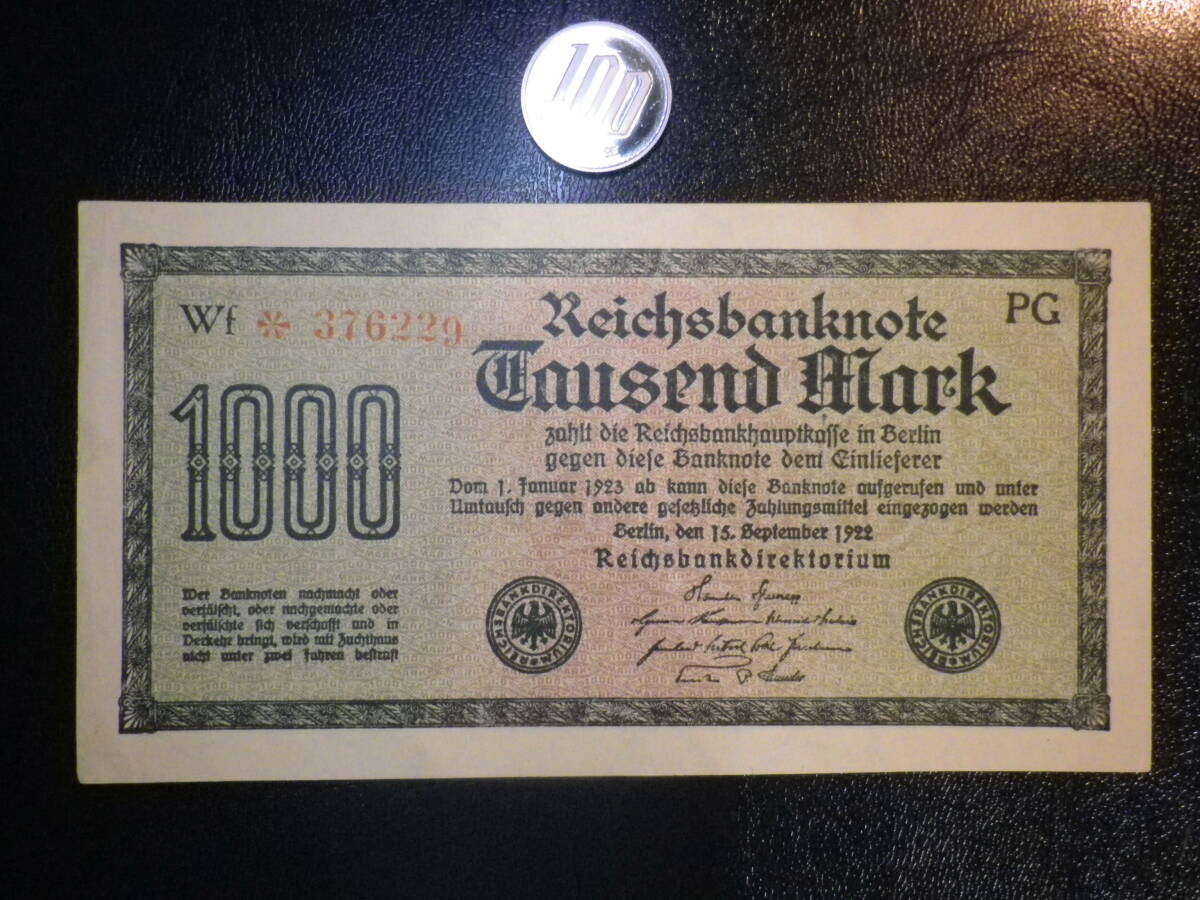 100
Wf * 376229
PG
Reichsbanknote
Tausend Mark
1000
zahlt die Reichsbankhauptkasse in Berlin
gegen diese Banknote dem Einlieferer
Vom 1. Januar 1923 ab kann diese Banknote aufgerufen und unter
Umtausch gegen andere gesetzliche Zahlungsmittel eingezogen werden
Berlin, den 15. September 1922
Reichsbankdirektorium
Wer Banknoten nachmacht oder
verfälscht, oder nachgemachte oder
verfälschte sich verschafft und in
Verkehr bringt, wird mit Zuchthaus
nicht unter zwei Jahren bestraft
REICHSBANKDIREKTORIUM
REICHSBANKDIREKTORIUM